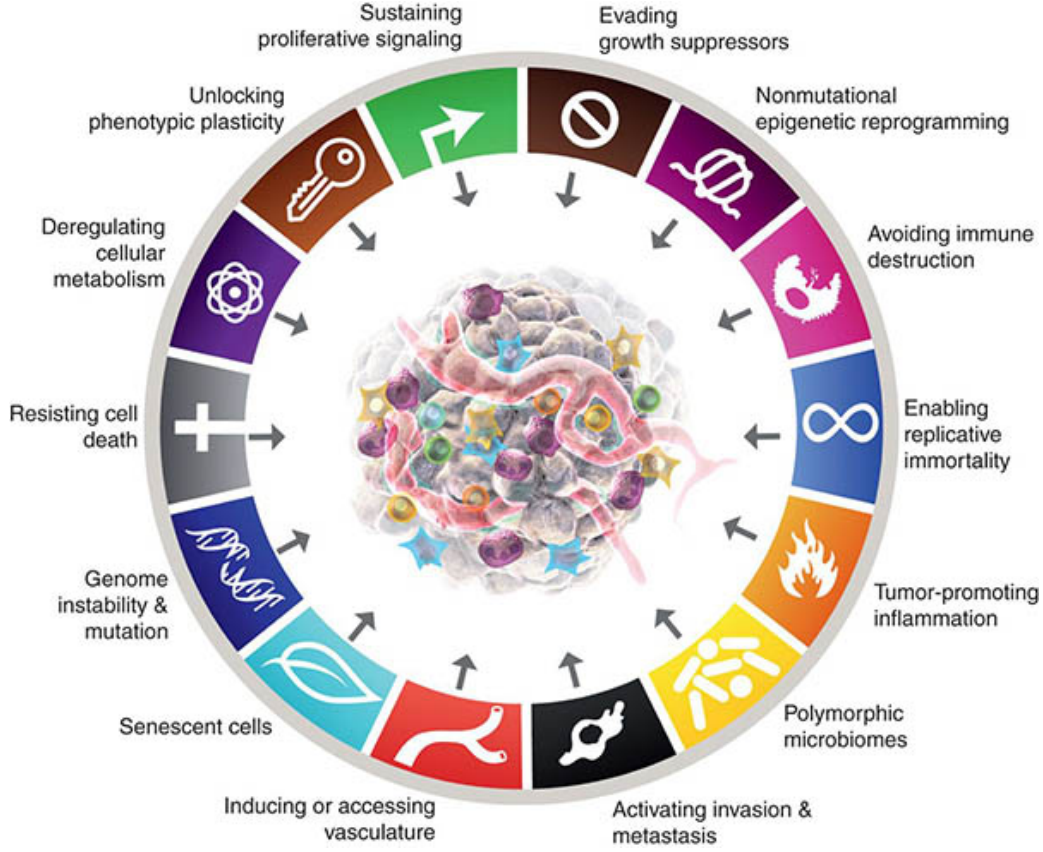 Sustaining
proliferative signaling
Evading
growth suppressors
Nonmutational
epigenetic reprogramming
Avoiding immune
destruction
Enabling
replicative
immortality
Tumor-promoting
inflammation
Polymorphic
microbiomes
Activating invasion &
metastasis
Inducing or accessing
vasculature
Senescent cells
Genome
instability &
mutation
Resisting cell
death
Deregulating
cellular
metabolism
Unlocking
phenotypic plasticity